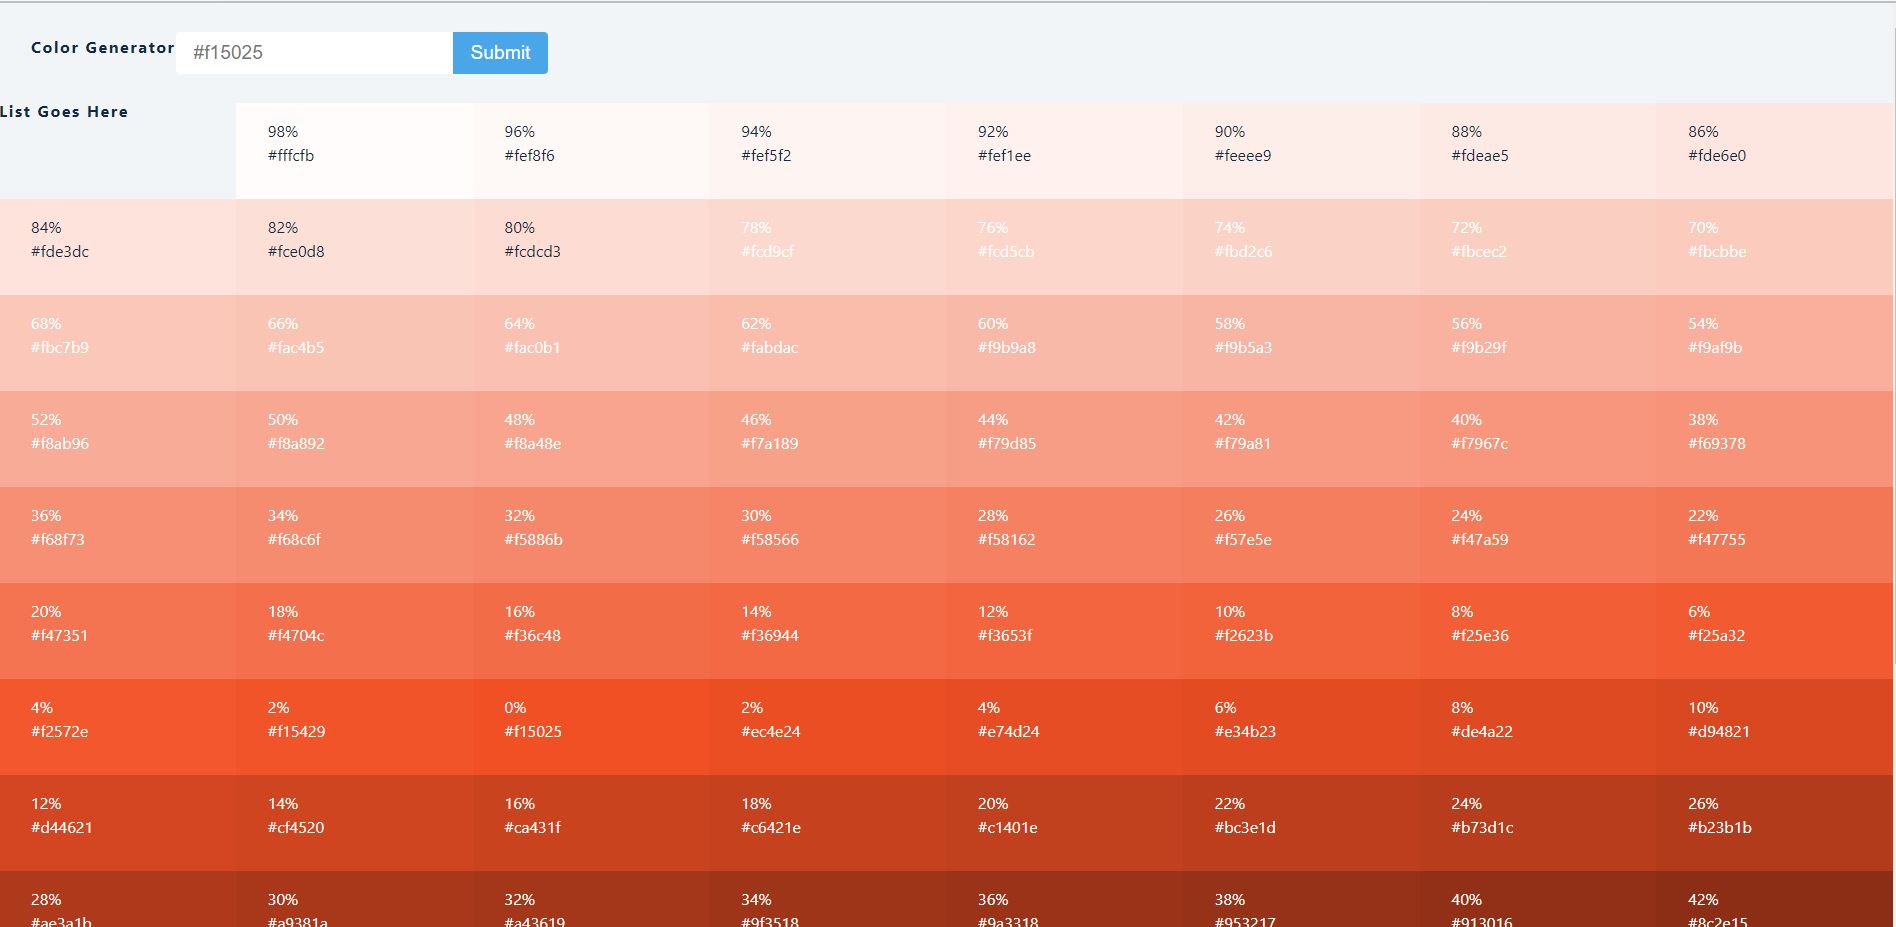 Color Generator #f15025 Submit
List Goes Here
98% 96% 94% 92% 90% 88% 86%
#fffcfb #fef8f6 #fef5f2 #fef1ee #feeee9 #fdeae5 #fde6e0
84% 82% 80% 78% 76% 74% 72% 70%
#fde3dc #fce0d8 #fcdcd3 #fcd9cf #fcd5cb #fbd2c6 #fbcec2 #fbcbbe
68% 66% 64% 62% 60% 58% 56% 54%
#fbc7b9 #fac4b5 #fac0b1 #fabdac #f9b9a8 #f9b5a3 #f9b29f #f9af9b
52% 50% 48% 46% 44% 42% 40% 38%
#f8ab96 #f8a892 #f8a48e #f7a189 #f79d85 #f79a81 #f7967c #f69378
36% 34% 32% 30% 28% 26% 24% 22%
#f68f73 #f68c6f #f5886b #f58566 #f58162 #f57e5e #f47a59 #f47755
20% 18% 16% 14% 12% 10% 8% 6%
#f47351 #f4704c #f36c48 #f36944 #f3653f #f2623b #f25e36 #f25a32
4% 2% 0% 2% 4% 6% 8% 10%
#f2572e #f15429 #f15025 #ec4e24 #e74d24 #e34b23 #de4a22 #d94821
12% 14% 16% 18% 20% 22% 24% 26%
#d44621 #cf4520 #ca431f #c6421e #c1401e #bc3e1d #b73d1c #b23b1b
28% 30% 32% 34% 36% 38% 40% 42%
#ae3a1b #a9381a #a43619 #9f3518 #9a3318 #953217 #913016 #8c2e15